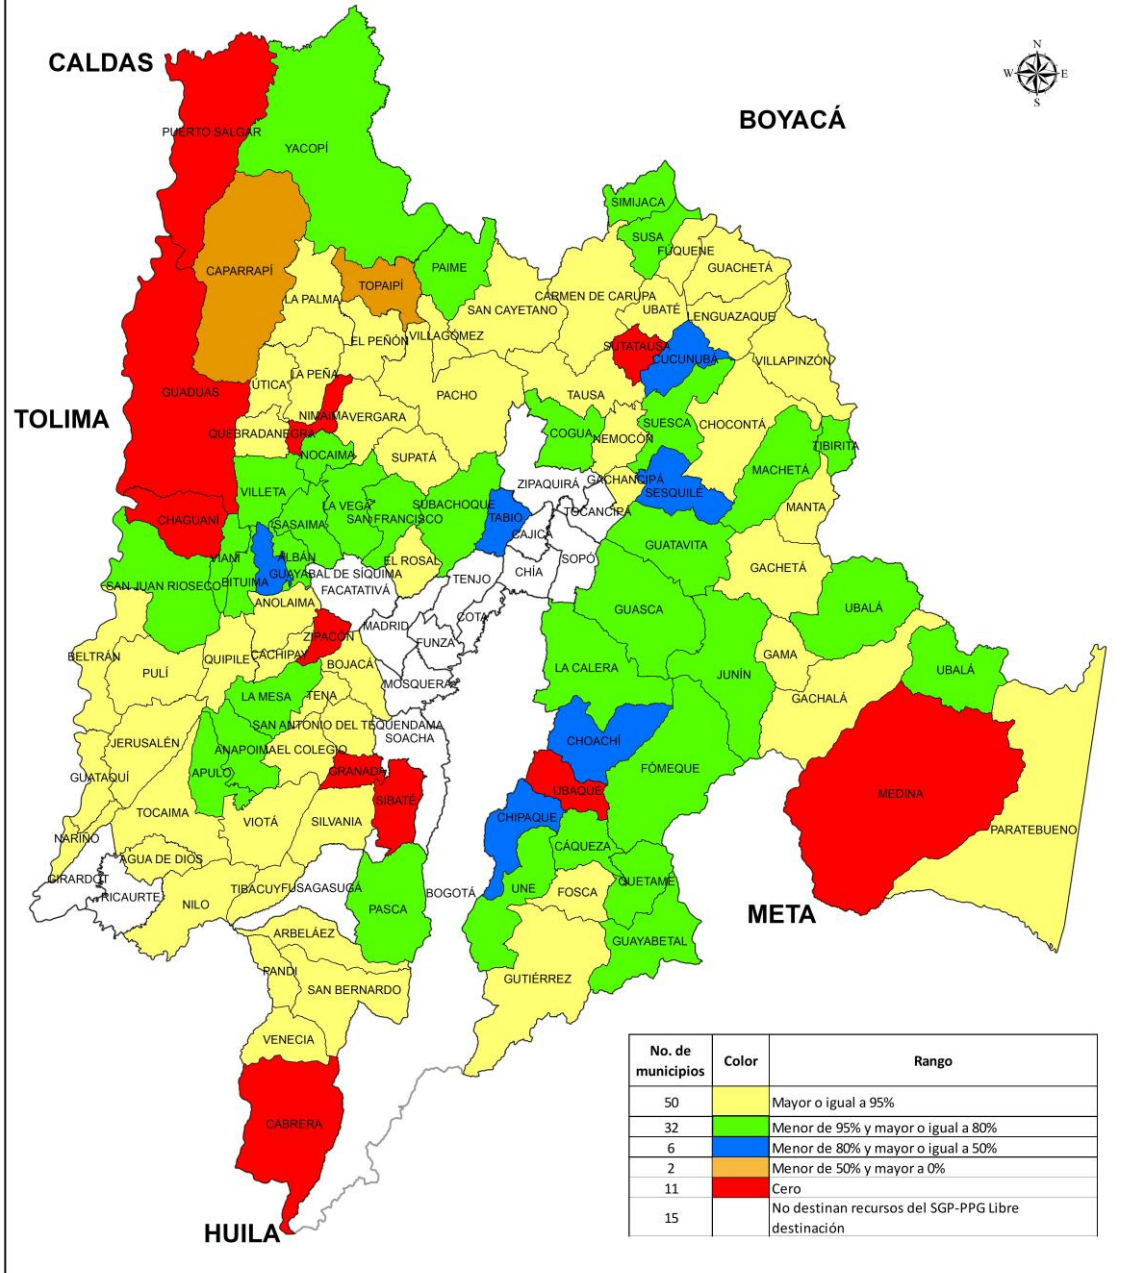 CALDAS
N
W
E
S
BOYACÁ
PUERTO SALGAR
YACOPÍ
SIMIJACA
SUSA
FÚQUENE
GUACHETÁ
PAIME
CAPARRAPÍ
TOPAIPÍ
LA PALMA
CARMEN DE CARUPA
SAN CAYETANO
UBATÉ
LENGUAZAQUE
VILLAGÓMEZ
EL PEÑÓN
SUTATAUSA
CUCUNUBÁ
VILLAPINZÓN
LA PEÑA
ÚTICA
GUADUAS
PACHO
TAUSA
TOLIMA
NIMAIMA
VERGARA
SUESCA
CHOCONTÁ
QUEBRADANEGRA
COGUA
NEMOCÓN
TIBIRITA
NOCAIMA
SUPATÁ
MACHETÁ
ZIPAQUIRÁ
GACHANCIPÁ
VILLETA
SESQUILÉ
LA VEGA
SUBACHOQUE
MANTA
TOCANCIPÁ
CHAGUANÍ
SAN FRANCISCO
TABIO
SASAIMA
CAJICÁ
GUATAVITA
VIANÍ
ALBÁN
EL ROSAL
SOPÓ
GACHETÁ
SAN JUAN RIOSECO
BITUIMA
GUAYABAL DE SÍQUIMA
TENJO
CHÍA
FACATATIVÁ
ANOLAIMA
UBALÁ
GUASCA
COTA
MADRID
ZIPACÓN
FUNZA
BELTRÁN
CACHIPAY
GAMA
QUIPILE
BOJACÁ
LA CALERA
UBALÁ
PULÍ
JUNÍN
MOSQUERA
LA MESA
TENA
GACHALÁ
SAN ANTONIO DEL TEQUENDAMA
SOACHA
JERUSALÉN
CHOACHÍ
ANAPOIMA
EL COLEGIO
FÓMEQUE
APULO
GRANADA
GUATAQUÍ
UBAQUE
MEDINA
SIBATÉ
TOCAIMA
CHIPAQUE
VIOTÁ
SILVANIA
PARATEBUENO
NARIÑO
CÁQUEZA
AGUA DE DIOS
GIRARDOT
QUETAME
TIBACUY
FUSAGASUGÁ
UNE
FOSCA
BOGOTÁ
RICAURTE
NILO
PASCA
META
ARBELÁEZ
GUAYABETAL
PANDI
GUTIÉRREZ
SAN BERNARDO
VENECIA
CABRERA
HUILA
No. de
municipios
Color
Rango
50
Mayor o igual a 95%
32
Menor de 95% y mayor o igual a 80%
6
Menor de 80% y mayor o igual a 50%
2
Menor de 50% y mayor a 0%
11
Cero
15
No destinan recursos del SGP-PPG Libre
destinación